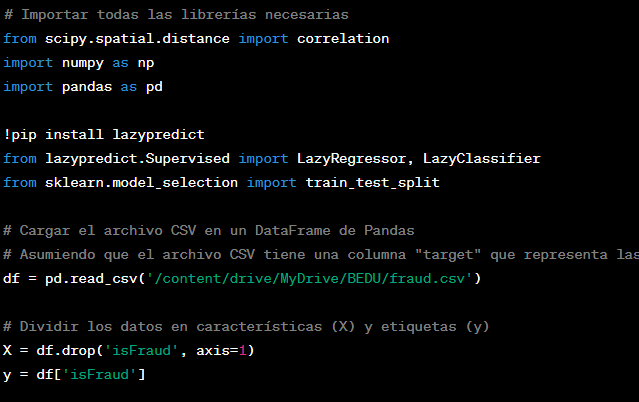 # Importar todas las librerías necesarias
from scipy.spatial.distance import correlation
import numpy as np
import pandas as pd
!pip install lazypredict
from lazypredict.Supervised import LazyRegressor, LazyClassifier
from sklearn.model_selection import train_test_split
# Cargar el archivo CSV en un DataFrame de Pandas
# Asumiendo que el archivo CSV tiene una columna "target" que representa las
df = pd.read_csv('/content/drive/MyDrive/BEDU/fraud.csv')
# Dividir los datos en características (X) y etiquetas (y)
X = df.drop('isFraud', axis=1)
y = df['isFraud']